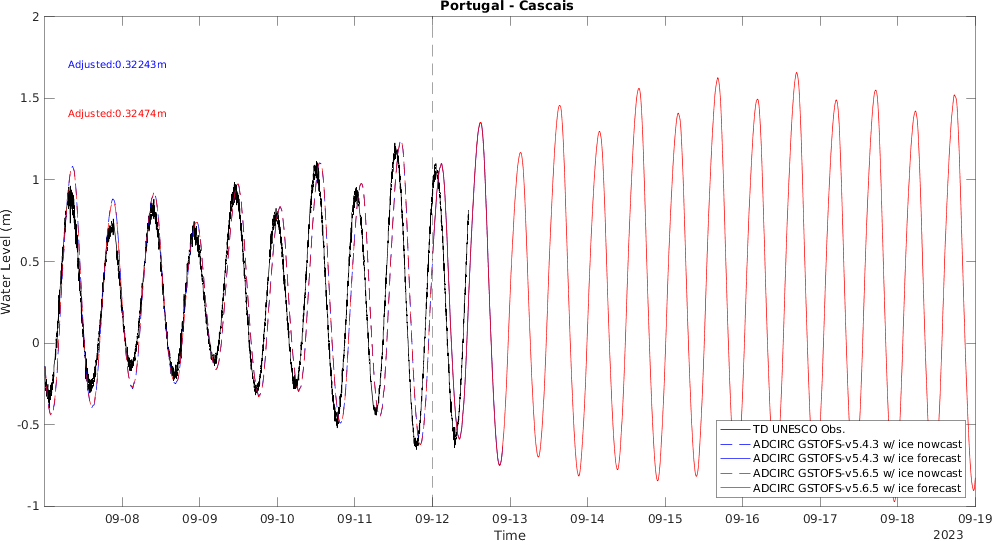 Portugal - Cascais
2
1.5
1
0.5
0
-0.5
-1
Water Level (m)
Adjusted:0.32243m
Adjusted:0.32474m
TD UNESCO Obs.
ADCIRC GSTOFS-v5.4.3 w/ ice nowcast
ADCIRC GSTOFS-v5.4.3 w/ ice forecast
ADCIRC GSTOFS-v5.6.5 w/ ice nowcast
ADCIRC GSTOFS-v5.6.5 w/ ice forecast
09-08 09-09 09-10 09-11 09-12 09-13 09-14 09-15 09-16 09-17 09-18 09-19
Time
2023